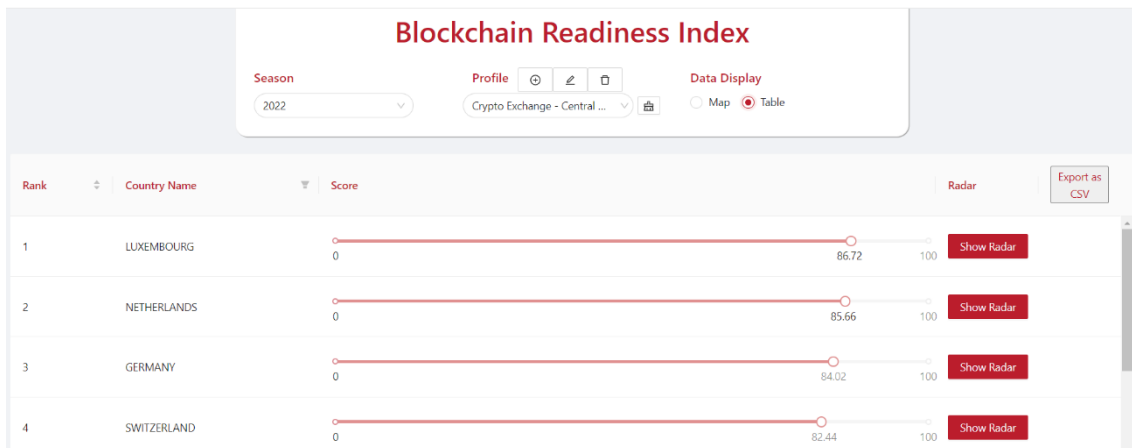 Blockchain Readiness Index
Season
Profile
Data Display
2022
Crypto Exchange - Central ...
Map
Table
Rank
Country Name
Score
Radar
Export as
CSV
1
LUXEMBOURG
0
86.72
100
Show Radar
2
NETHERLANDS
0
85.66
100
Show Radar
3
GERMANY
0
84.02
100
Show Radar
4
SWITZERLAND
0
82.44
100
Show Radar